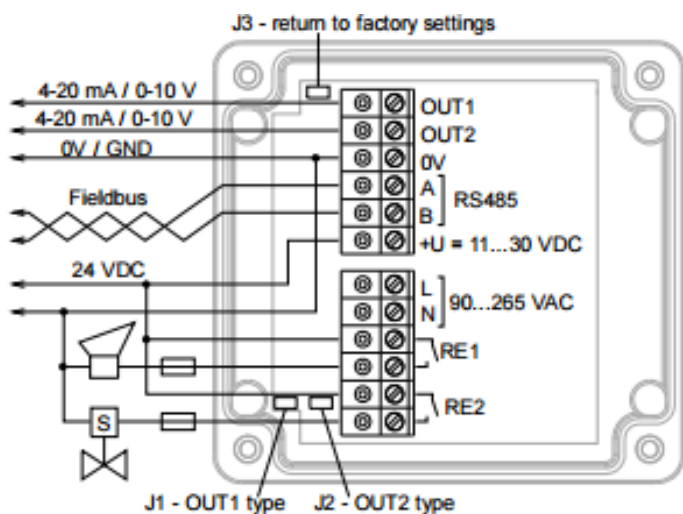 J3 - return to factory settings
4-20 mA / 0-10 V
OUT1
4-20 mA / 0-10 V
OUT2
0V / GND
0V
Fieldbus
A
RS485
B
+U = 11...30 VDC
24 VDC
L
90...265 VAC
N
RE1
RE2
S
J1 - OUT1 type
J2 - OUT2 type